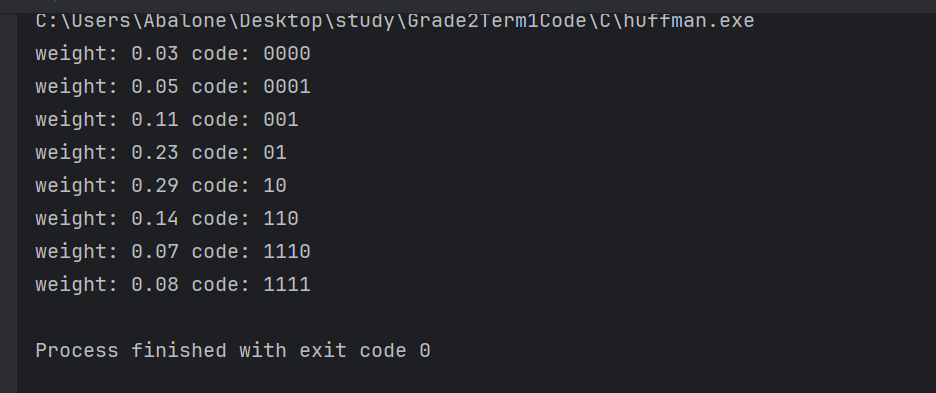 C:\Users\Abalone\Desktop\study\Grade2Term1Code\C\huffman.exe
weight: 0.03 code: 0000
weight: 0.05 code: 0001
weight: 0.11 code: 001
weight: 0.23 code: 01
weight: 0.29 code: 10
weight: 0.14 code: 110
weight: 0.07 code: 1110
weight: 0.08 code: 1111
Process finished with exit code 0